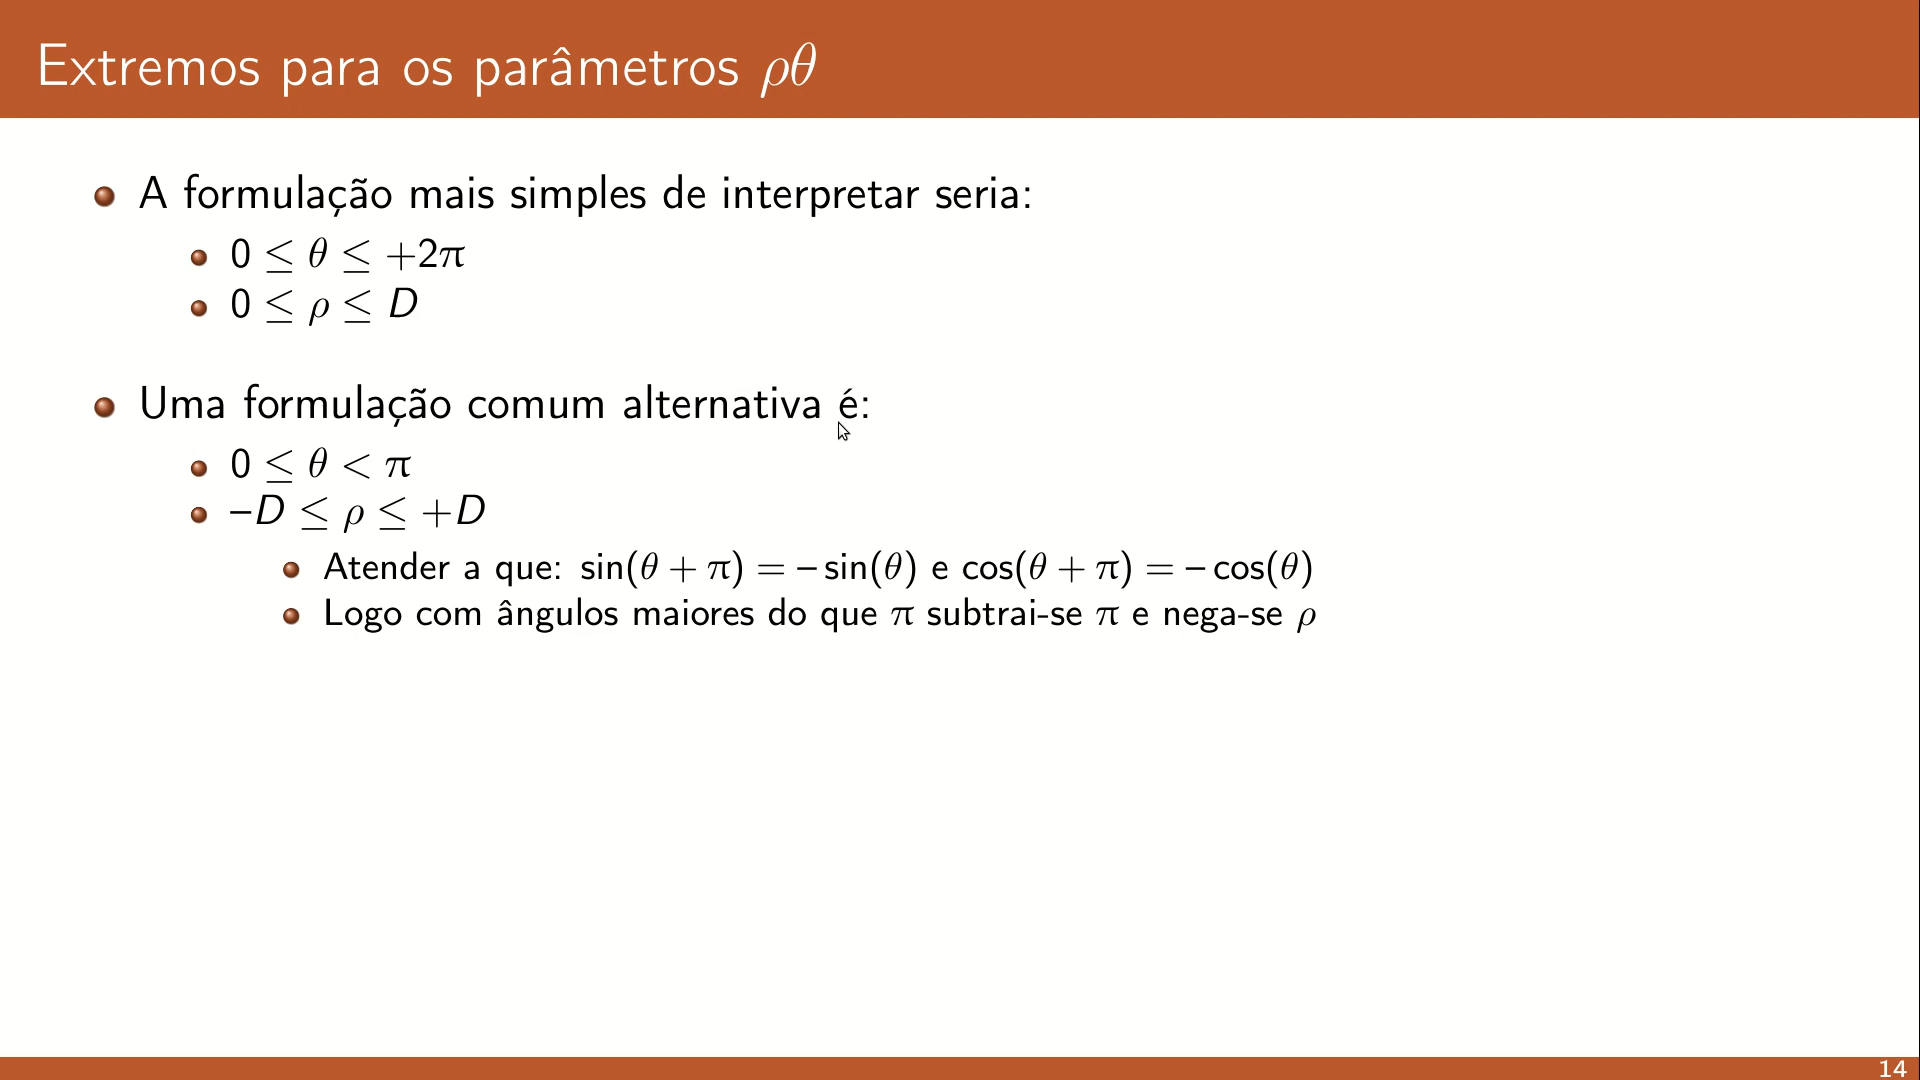 Extremos para os parâmetros ρθ
A formulação mais simples de interpretar seria:
0 ≤ θ ≤ +2π
0 ≤ ρ ≤ D
Uma formulação comum alternativa é:
0 ≤ θ < π
−D ≤ ρ ≤ +D
Atender a que: sin(θ + π) = − sin(θ) e cos(θ + π) = − cos(θ)
Logo com ângulos maiores do que π subtrai-se π e nega-se ρ
14